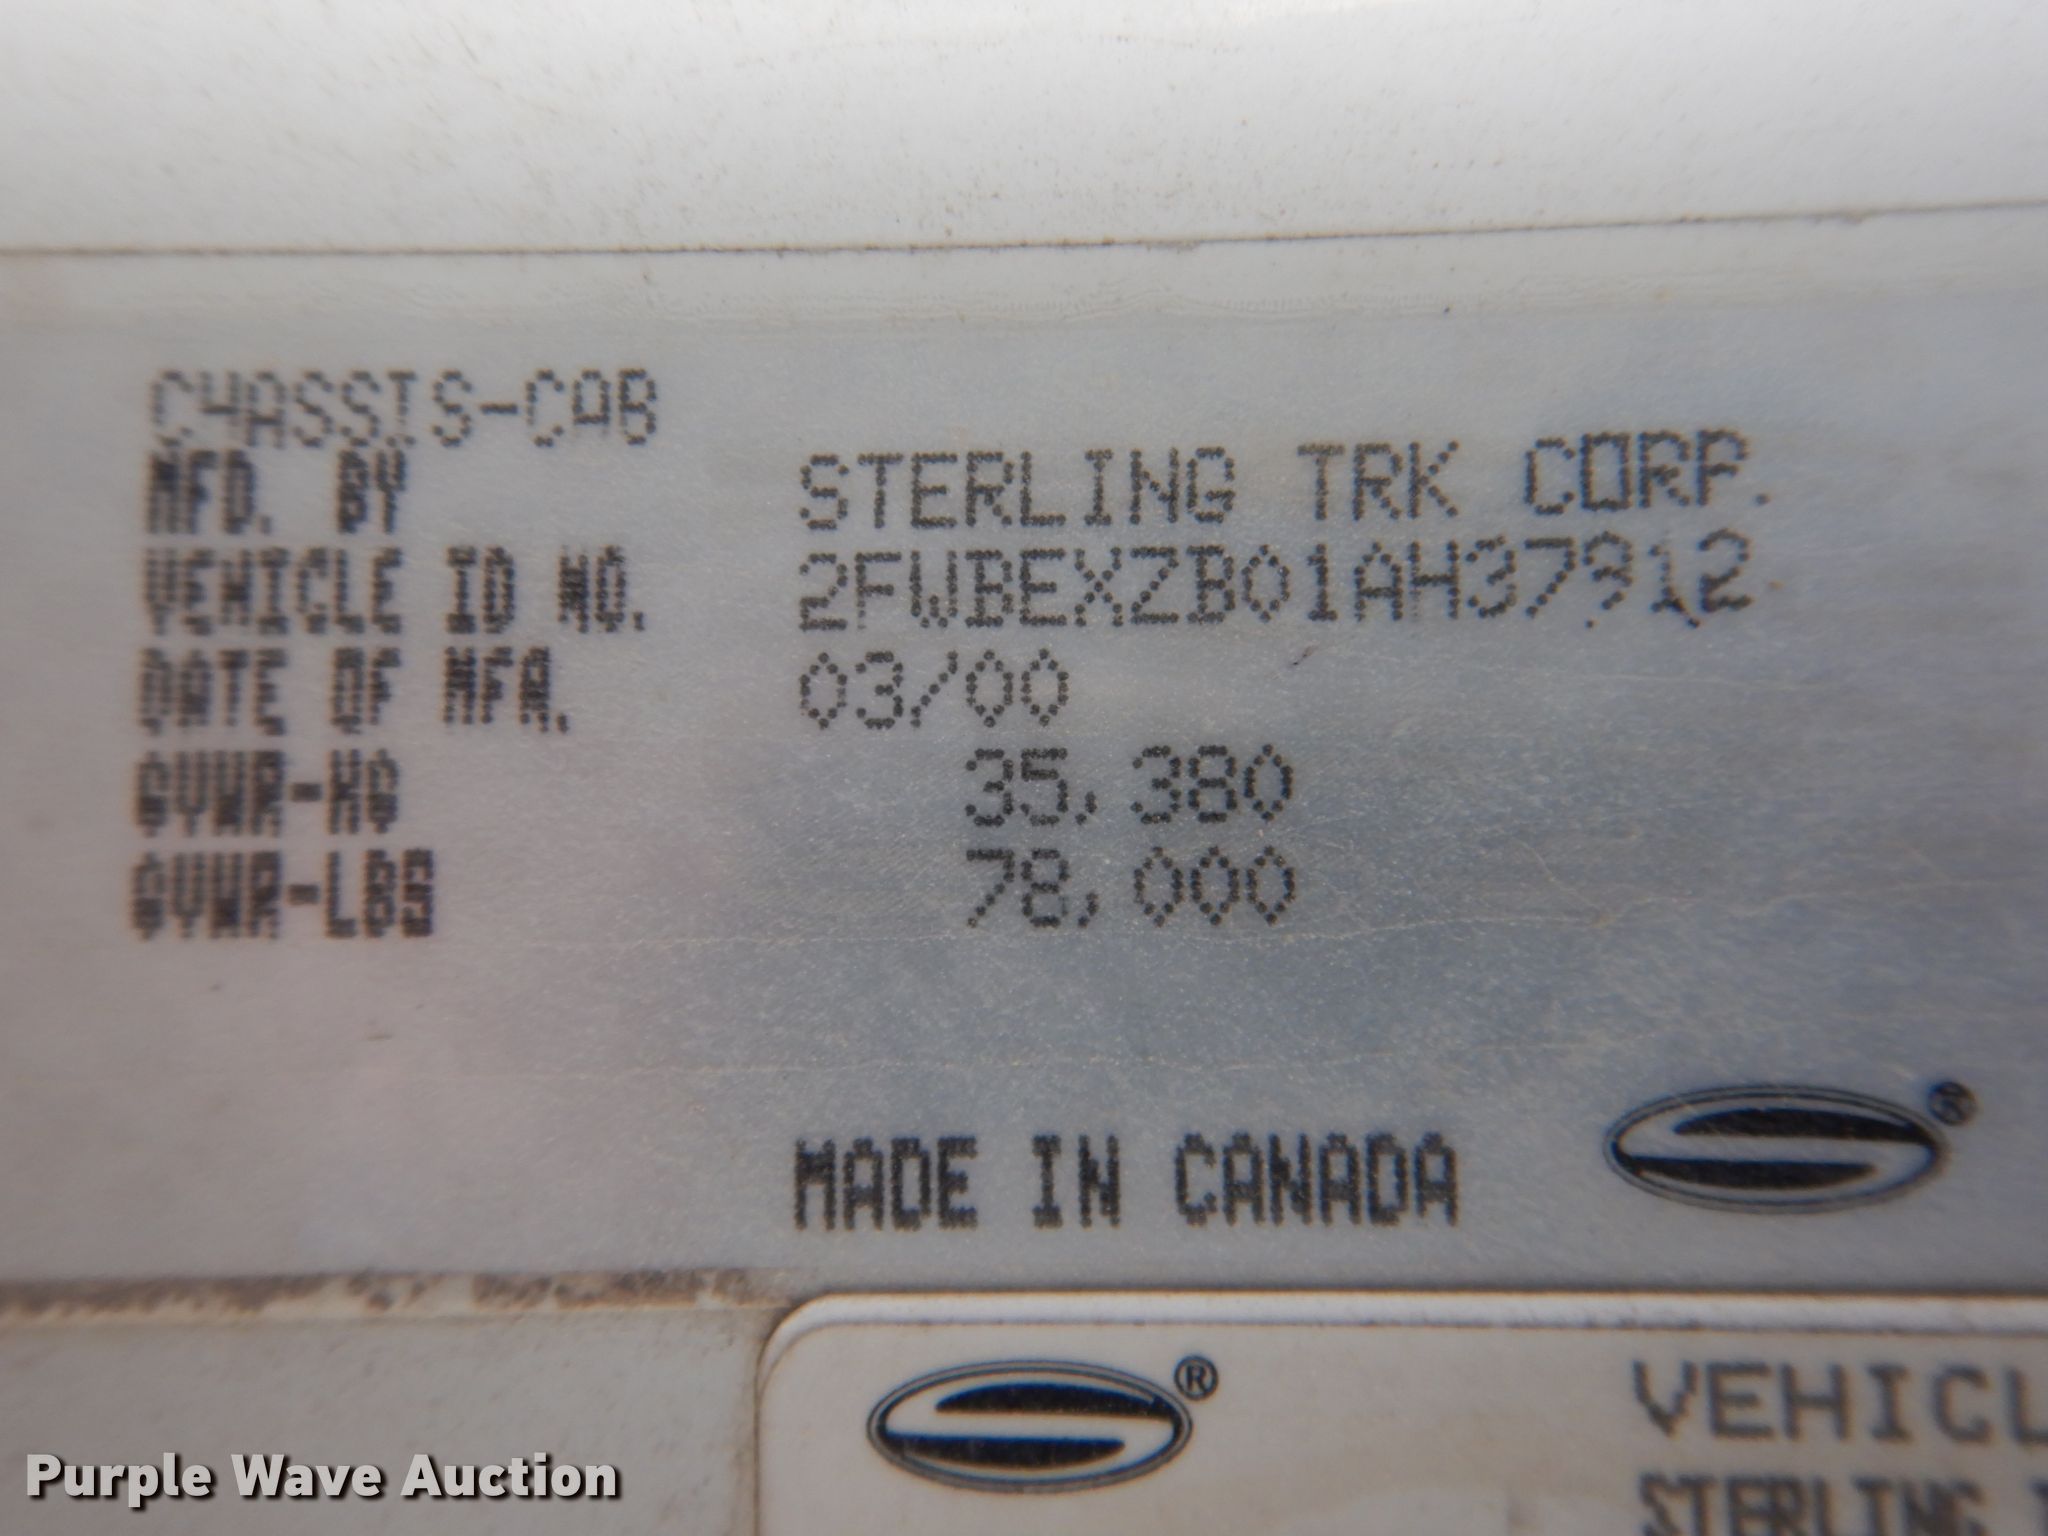 CHASSIS-CAB
MFD. BY STERLING TRK CORP.
VEHICLE ID NO. 2FWBEXZB01AH37912
DATE OF MFR. 03/00
GVWR-KG 35,380
GVWR-LBS 78,000
MADE IN CANADA
®
®
VEHICL
STERLING
Purple Wave Auction